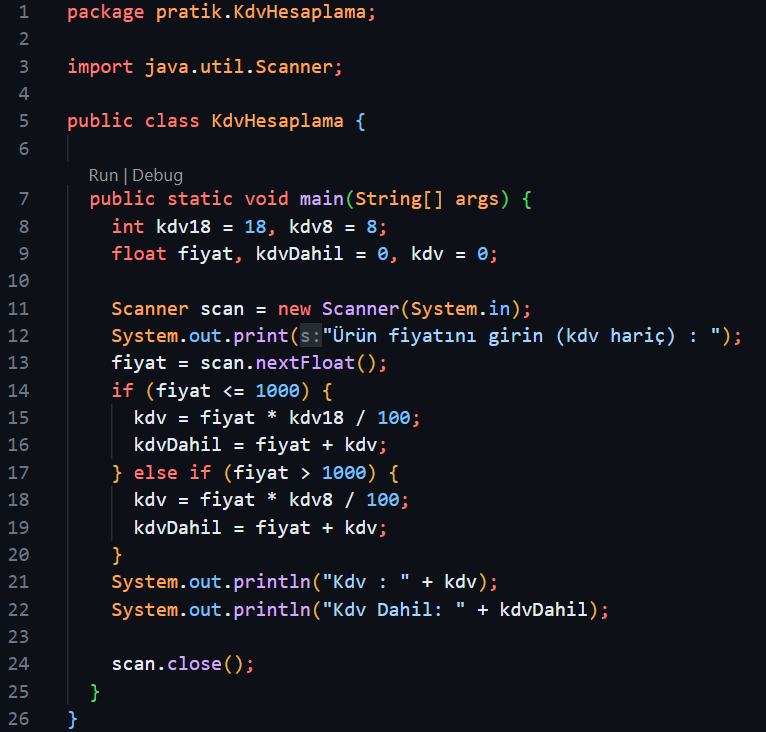 1 package pratik.KdvHesaplama;
2
3 import java.util.Scanner;
4
5 public class KdvHesaplama {
6
Run | Debug
7 public static void main(String[] args) {
8 int kdv18 = 18, kdv8 = 8;
9 float fiyat, kdvDahil = 0, kdv = 0;
10
11 Scanner scan = new Scanner(System.in);
12 System.out.print(s:"Ürün fiyatını girin (kdv hariç) : ");
13 fiyat = scan.nextFloat();
14 if (fiyat <= 1000) {
15 kdv = fiyat * kdv18 / 100;
16 kdvDahil = fiyat + kdv;
17 } else if (fiyat > 1000) {
18 kdv = fiyat * kdv8 / 100;
19 kdvDahil = fiyat + kdv;
20 }
21 System.out.println("Kdv : " + kdv);
22 System.out.println("Kdv Dahil: " + kdvDahil);
23
24 scan.close();
25 }
26 }